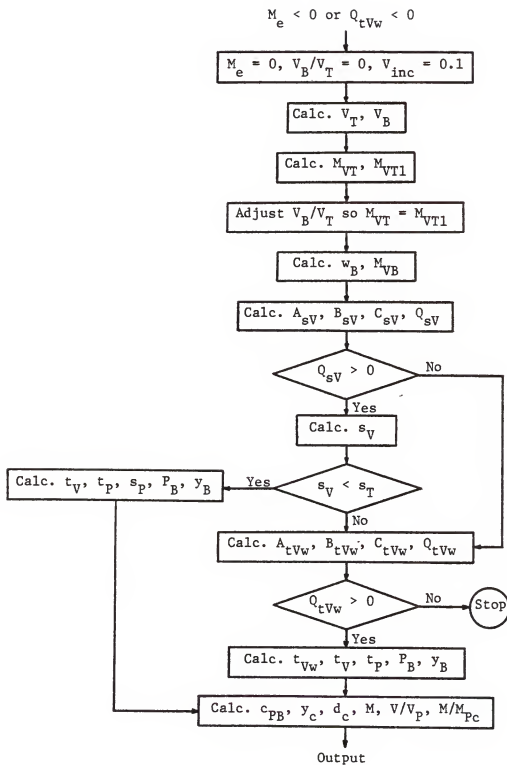 M_e < 0 or Q_tVw < 0
M_e = 0, V_B/V_T = 0, V_inc = 0.1
Calc. V_T, V_B
Calc. M_VT, M_VT1
Adjust V_B/V_T so M_VT = M_VT1
Calc. w_B, M_VB
Calc. A_sV, B_sV, C_sV, Q_sV
Q_sV > 0
No
Yes
Calc. s_V
s_V < s_T
Yes
Calc. t_V, t_P, s_P, P_B, y_B
No
Calc. A_tVw, B_tVw, C_tVw, Q_tVw
Q_tVw > 0
No
Stop
Yes
Calc. t_Vw, t_V, t_P, P_B, y_B
Calc. c_PB, y_c, d_c, M, V/V_P, M/M_Pc
Output